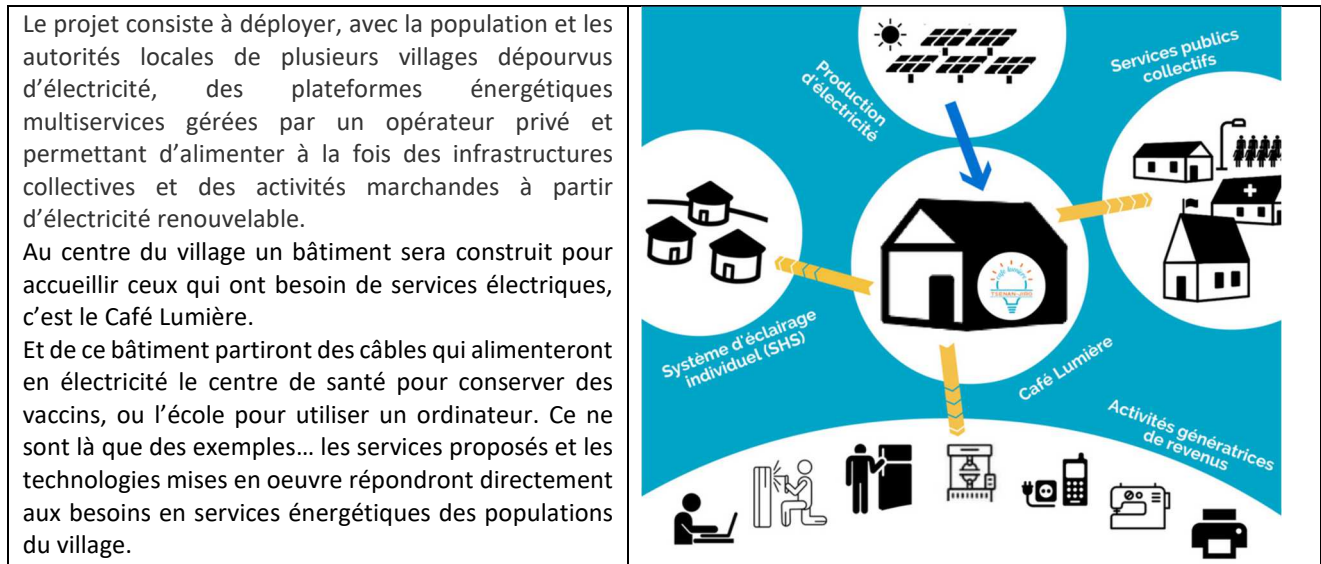 Le projet consiste à déployer, avec la population et les
autorités locales de plusieurs villages dépourvus
d’électricité, des plateformes énergétiques
multiservices gérées par un opérateur privé et
permettant d’alimenter à la fois des infrastructures
collectives et des activités marchandes à partir
d’électricité renouvelable.
Au centre du village un bâtiment sera construit pour
accueillir ceux qui ont besoin de services électriques,
c’est le Café Lumière.
Et de ce bâtiment partiront des câbles qui alimenteront
en électricité le centre de santé pour conserver des
vaccins, ou l’école pour utiliser un ordinateur. Ce ne
sont là que des exemples… les services proposés et les
technologies mises en oeuvre répondront directement
aux besoins en services énergétiques des populations
du village.
Production
d'électricité
Services publics
collectifs
Système d'éclairage
individuel (SHS)
Café Lumière
Activités génératrices
de revenus